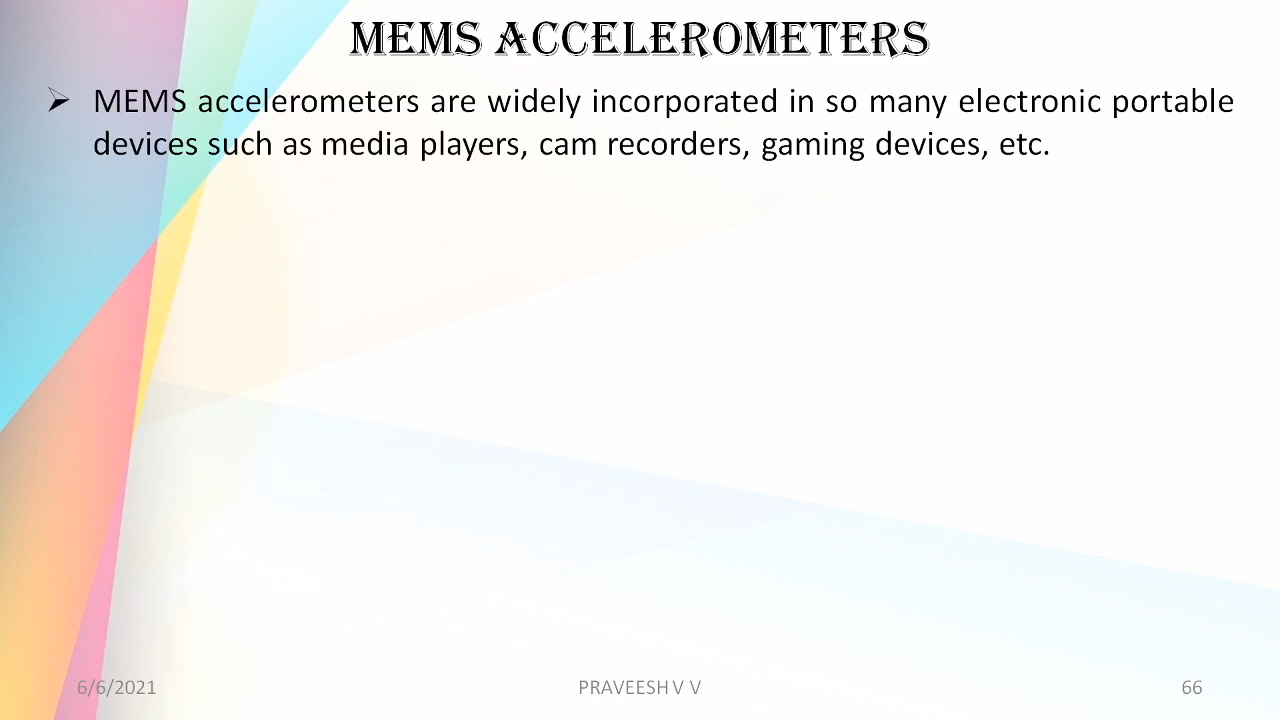 MEMS ACCELEROMETERS
➢ MEMS accelerometers are widely incorporated in so many electronic portable
devices such as media players, cam recorders, gaming devices, etc.
6/6/2021 PRAVEESH V V 66